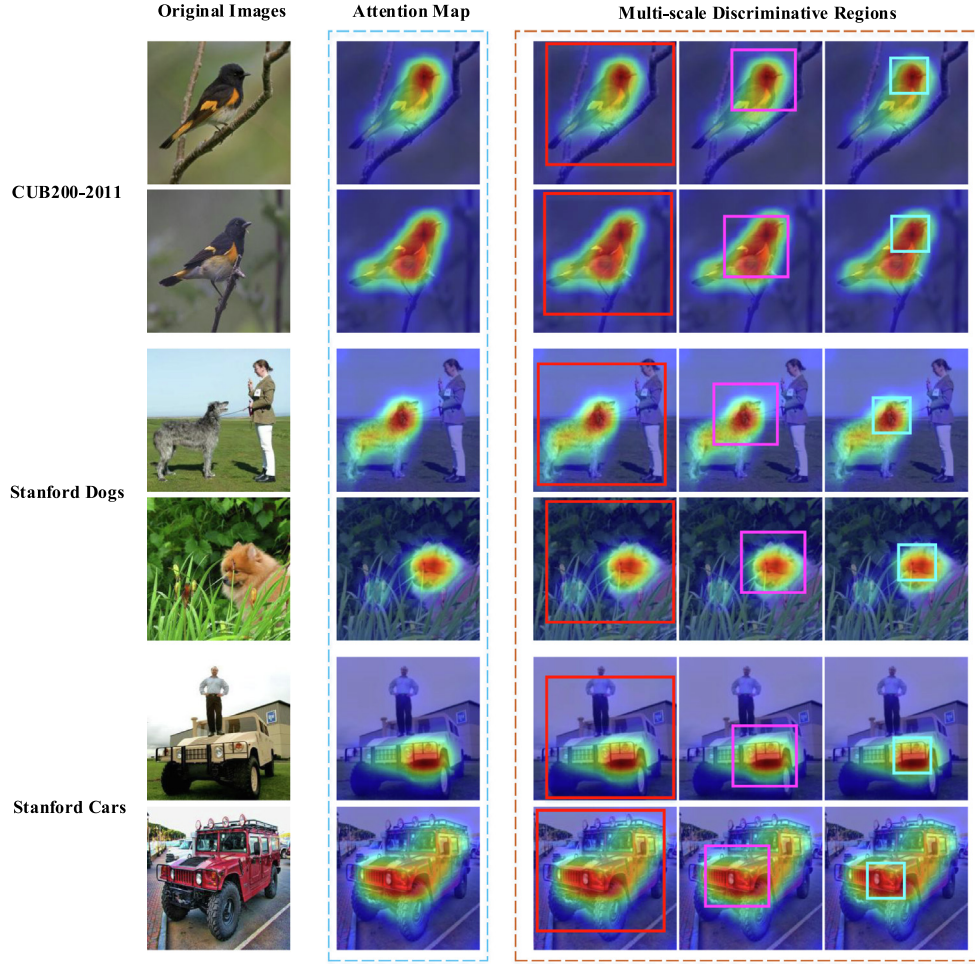 Original Images
Attention Map
Multi-scale Discriminative Regions
CUB200-2011
Stanford Dogs
Stanford Cars